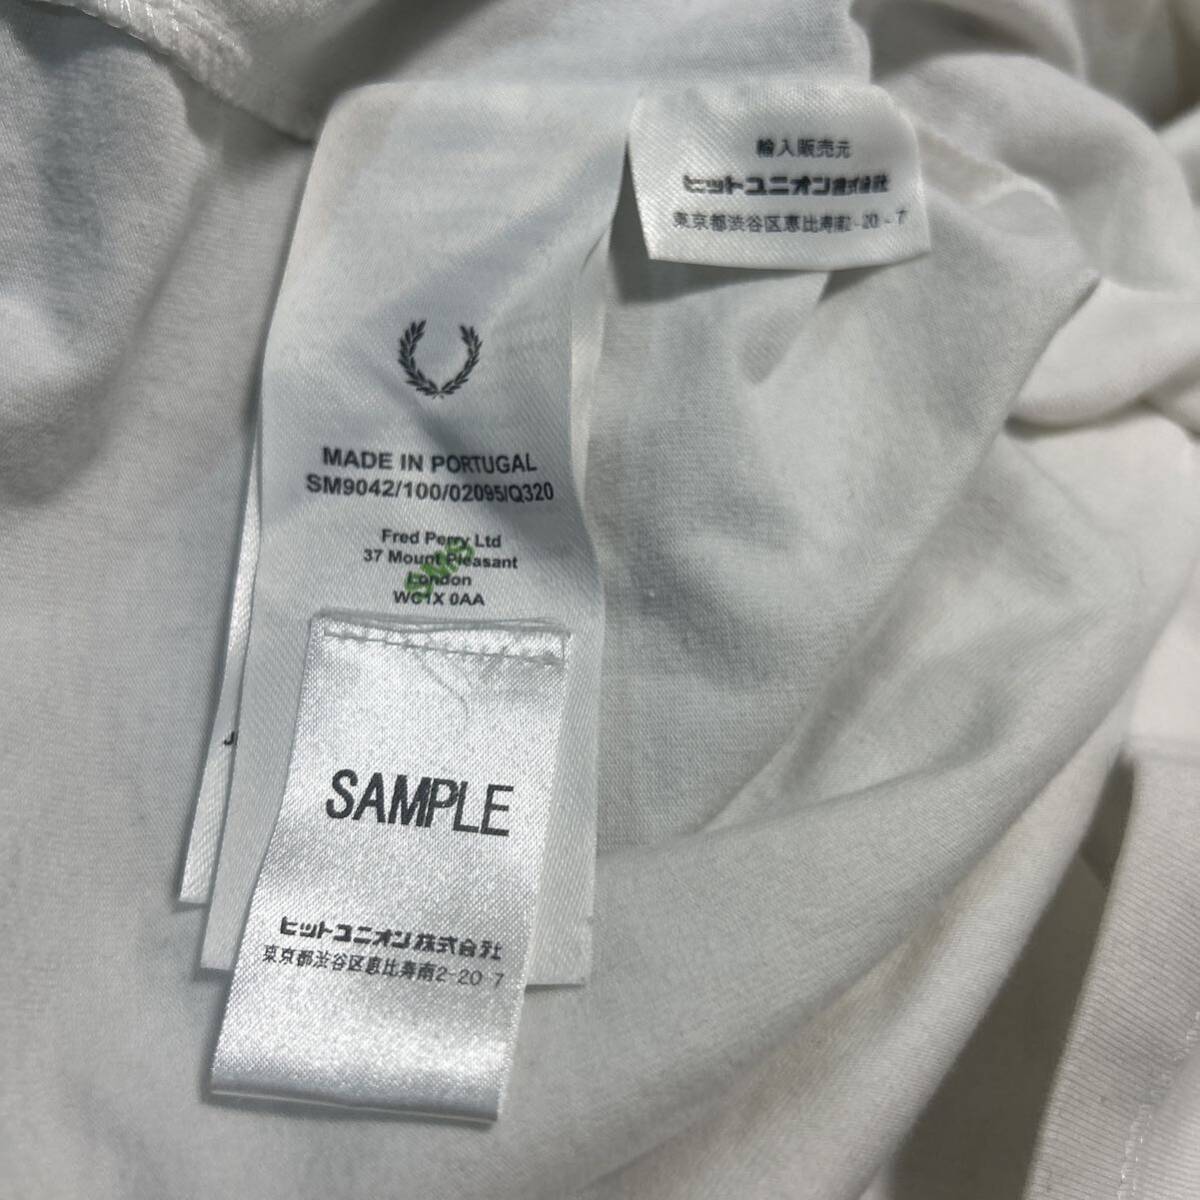 輸入販売元
ヒットユニオン株式会社
東京都渋谷区恵比寿南2-20-7
MADE IN PORTUGAL
SM9042/100/02095/Q320
Fred Perry Ltd
37 Mount Pleasant
London
WC1X 0AA
SAMPLE
ヒットユニオン株式会社
東京都渋谷区恵比寿南2-20-7